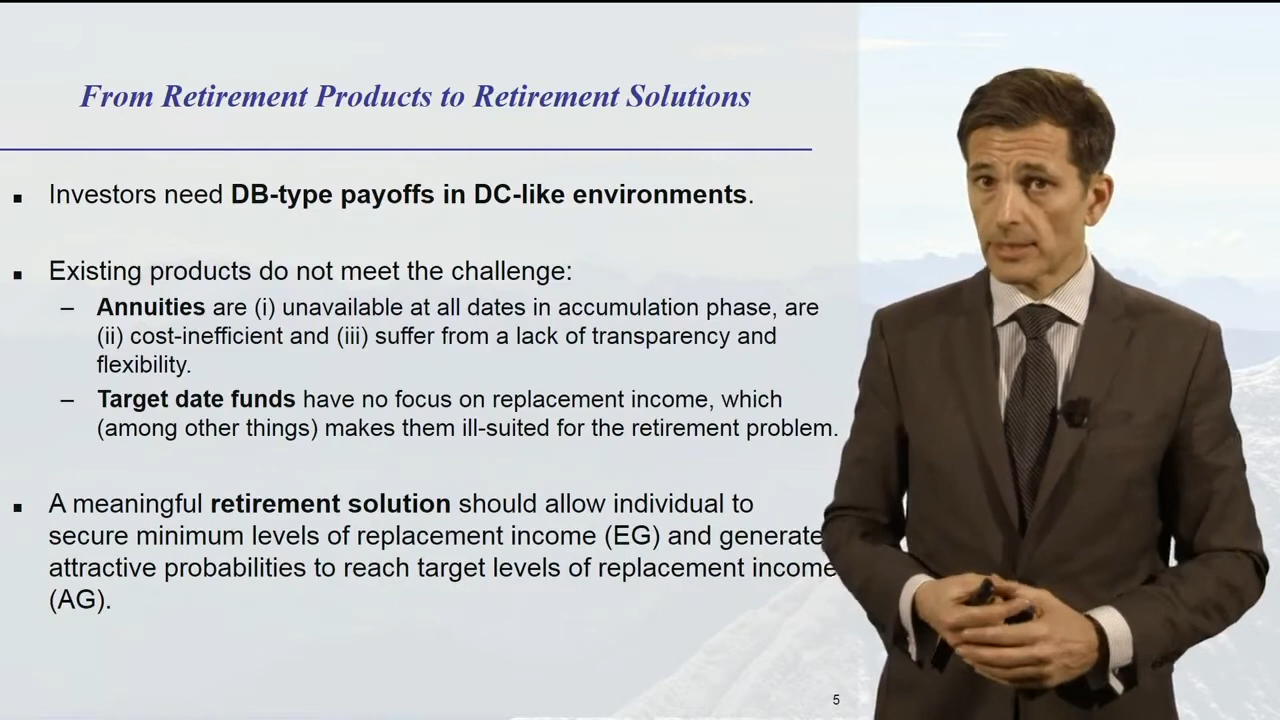 From Retirement Products to Retirement Solutions
▪ Investors need DB-type payoffs in DC-like environments.
▪ Existing products do not meet the challenge:
– Annuities are (i) unavailable at all dates in accumulation phase, are
(ii) cost-inefficient and (iii) suffer from a lack of transparency and
flexibility.
– Target date funds have no focus on replacement income, which
(among other things) makes them ill-suited for the retirement problem.
▪ A meaningful retirement solution should allow individual to
secure minimum levels of replacement income (EG) and generate
attractive probabilities to reach target levels of replacement income
(AG).
5